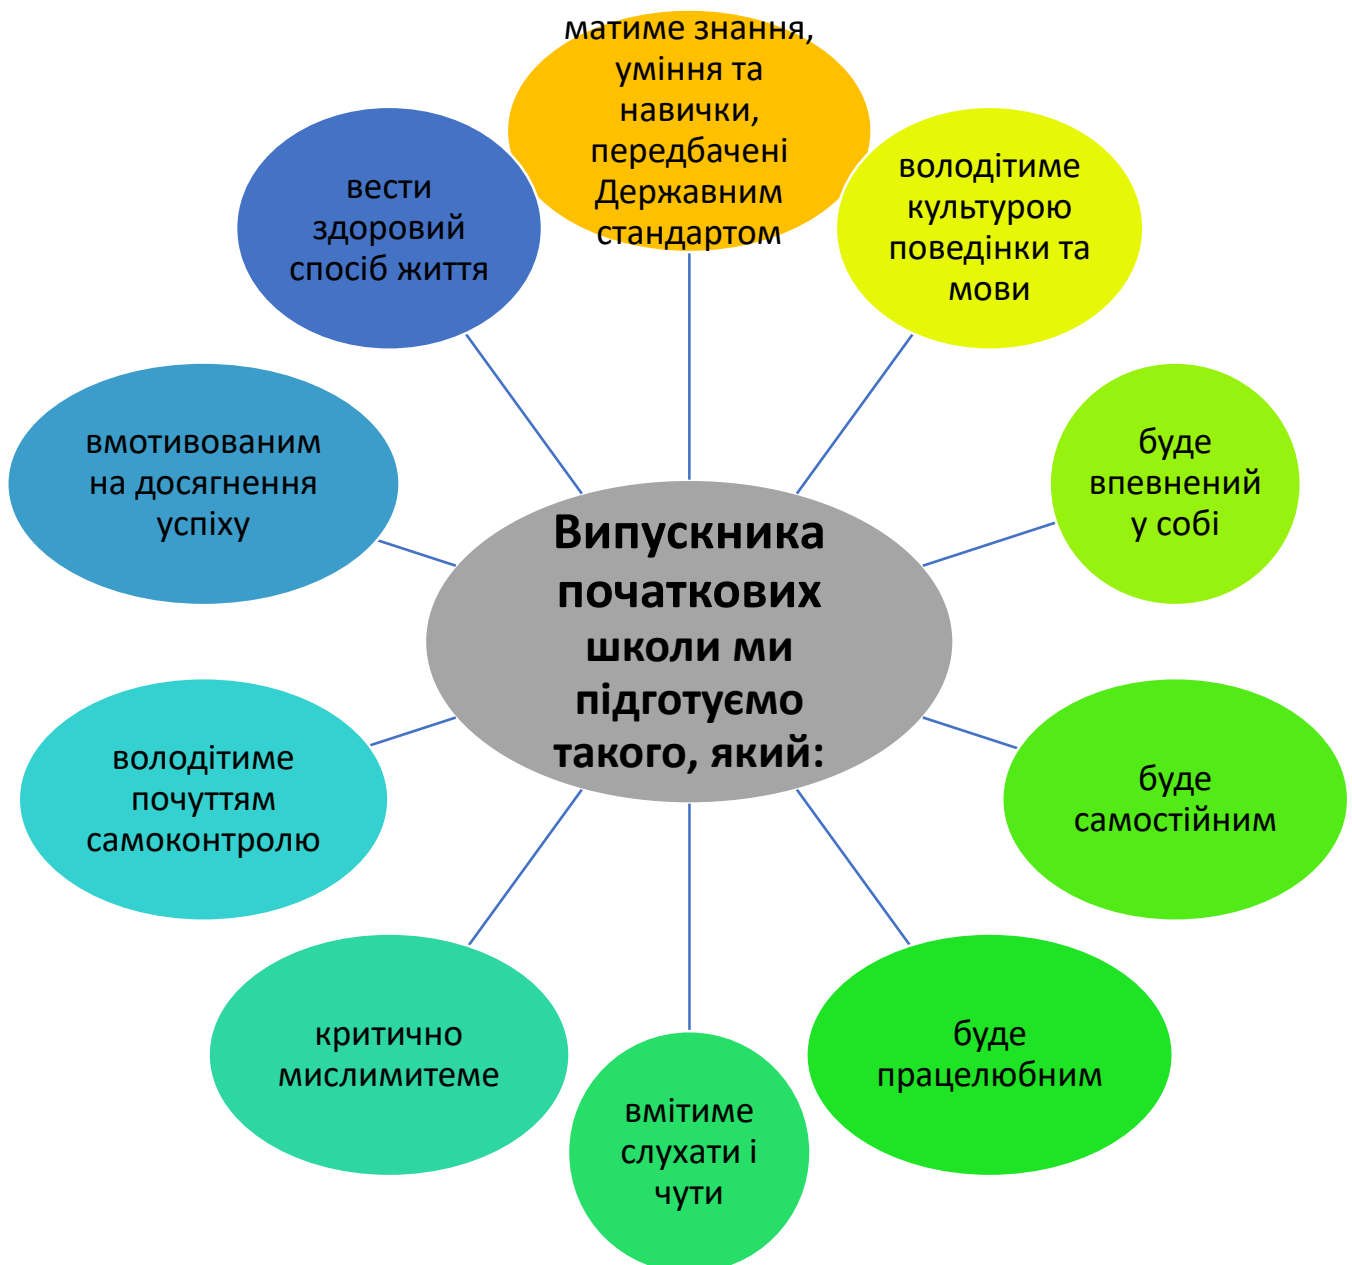 матиме знання,
уміння та
навички,
передбачені
Державним
стандартом
володітиме
культурою
поведінки та
мови
буде
впевнений
у собі
буде
самостійним
буде
працелюбним
вмітиме
слухати і
чути
критично
мислимитеме
володітиме
почуттям
самоконтролю
вмотивованим
на досягнення
успіху
вести
здоровий
спосіб життя
Випускника
початкових
школи ми
підготуємо
такого, який: